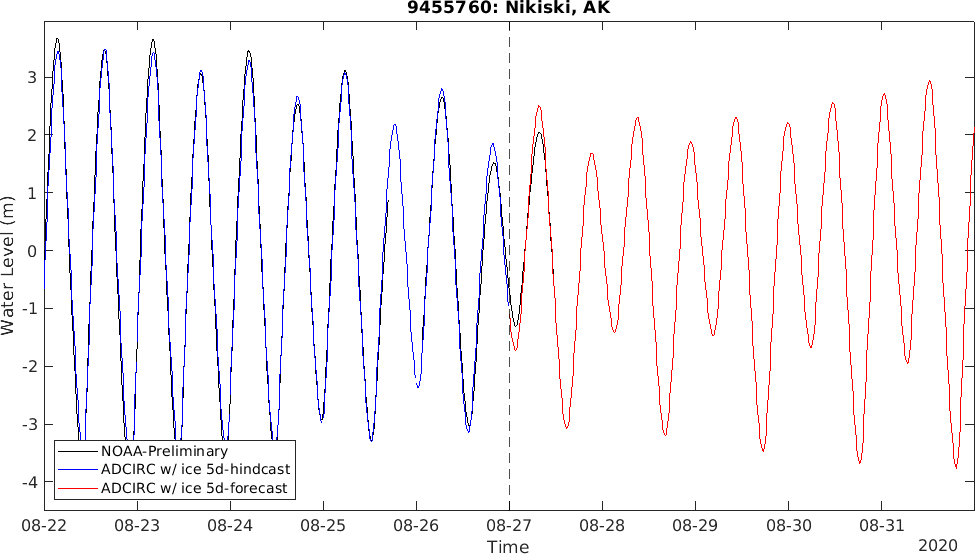 9455760: Nikiski, AK
Water Level (m)
3
2
1
0
-1
-2
-3
-4
NOAA-Preliminary
ADCIRC w/ ice 5d-hindcast
ADCIRC w/ ice 5d-forecast
08-22 08-23 08-24 08-25 08-26 08-27 08-28 08-29 08-30 08-31
Time
2020